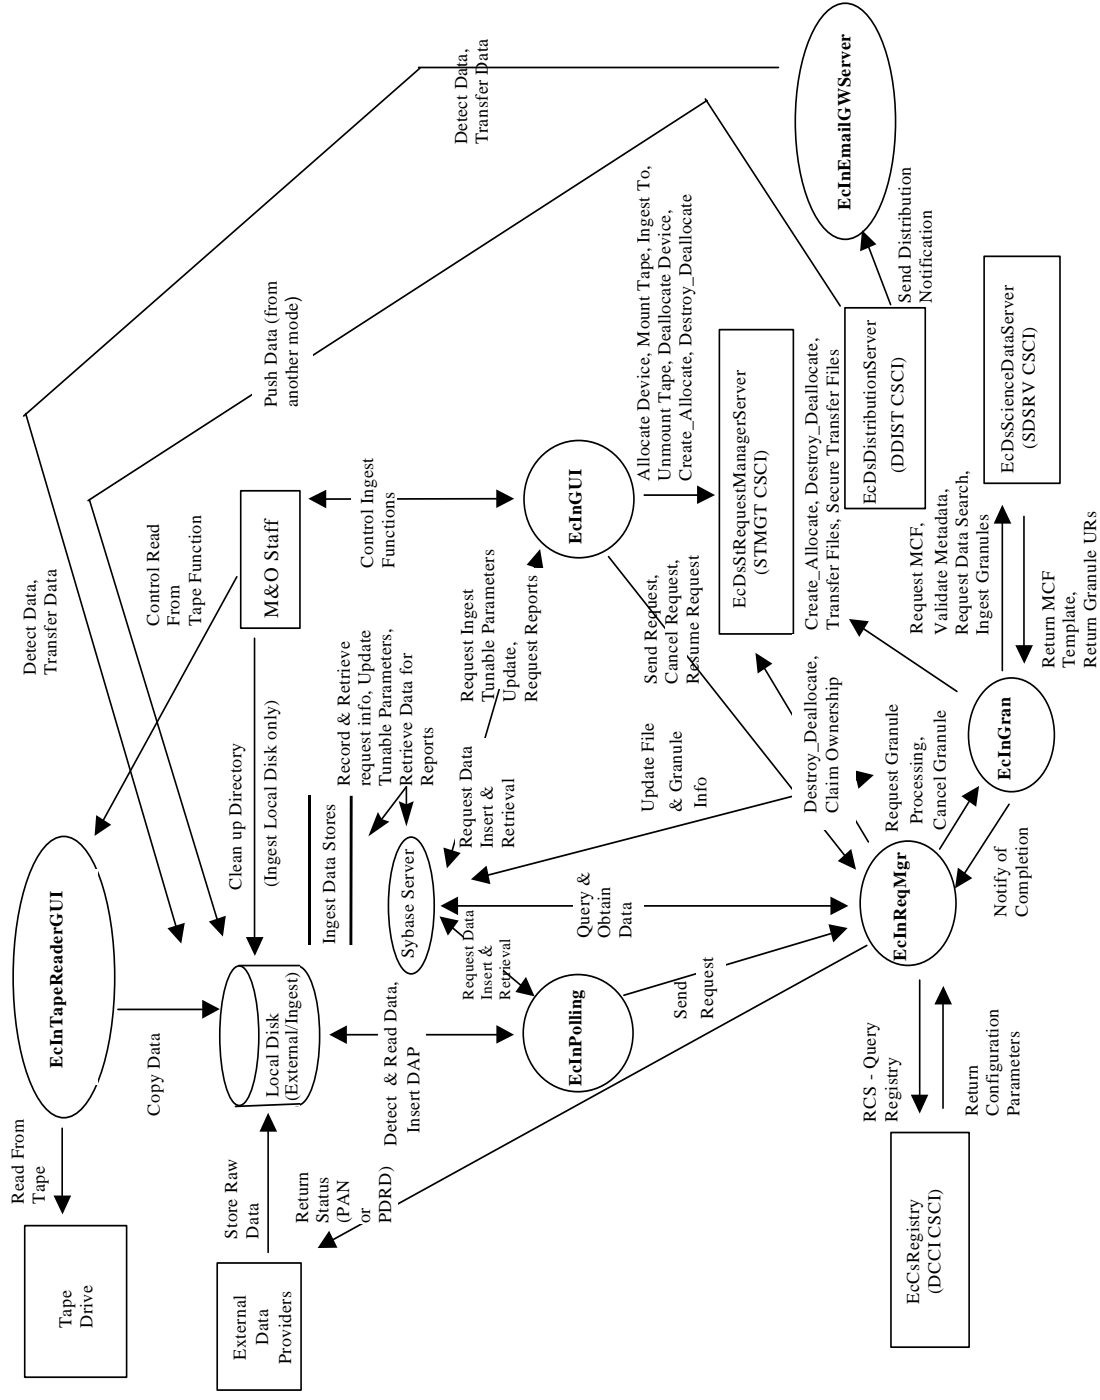 Read From
Tape
Tape
Drive
EcInTapeReaderGUI
Detect Data,
Transfer Data
Copy Data
Control Read
From
Tape Function
Push Data (from
another mode)
Detect Data,
Transfer Data
Store Raw
Data
External
Data
Providers
Local Disk
(External/Ingest)
Clean up Directory
(Ingest Local Disk only)
M&O Staff
Return
Status
(PAN
or
PDRD)
Ingest Data Stores
Record & Retrieve
request info, Update
Tunable Parameters,
Retrieve Data for
Reports
Control Ingest
Functions
Detect & Read Data,
Insert DAP
Sybase Server
Request Data
Insert &
Retrieval
Request Data
Insert &
Retrieval
Request Ingest
Tunable Parameters
Update,
Request Reports
EcInPolling
EcInGUI
Query &
Obtain
Data
Update File
& Granule
Info
Send Request,
Cancel Request,
Resume Request
Allocate Device, Mount Tape, Ingest To,
Unmount Tape, Deallocate Device,
Create_Allocate, Destroy_Deallocate
Send
Request
EcDsStRequestManagerServer
(STMGT CSCI)
Destroy_Deallocate,
Claim Ownership
Create_Allocate, Destroy_Deallocate,
Transfer Files, Secure Transfer Files
EcInEmailGWServer
RCS - Query
Registry
EcInReqMgr
Request Granule
Processing,
Cancel Granule
EcDsDistributionServer
(DDIST CSCI)
Send Distribution
Notification
EcCsRegistry
(DCCI CSCI)
Return
Configuration
Parameters
Notify of
Completion
EcInGran
Request MCF,
Validate Metadata,
Request Data Search,
Ingest Granules
EcDsScienceDataServer
(SDSRV CSCI)
Return MCF
Template,
Return Granule URs